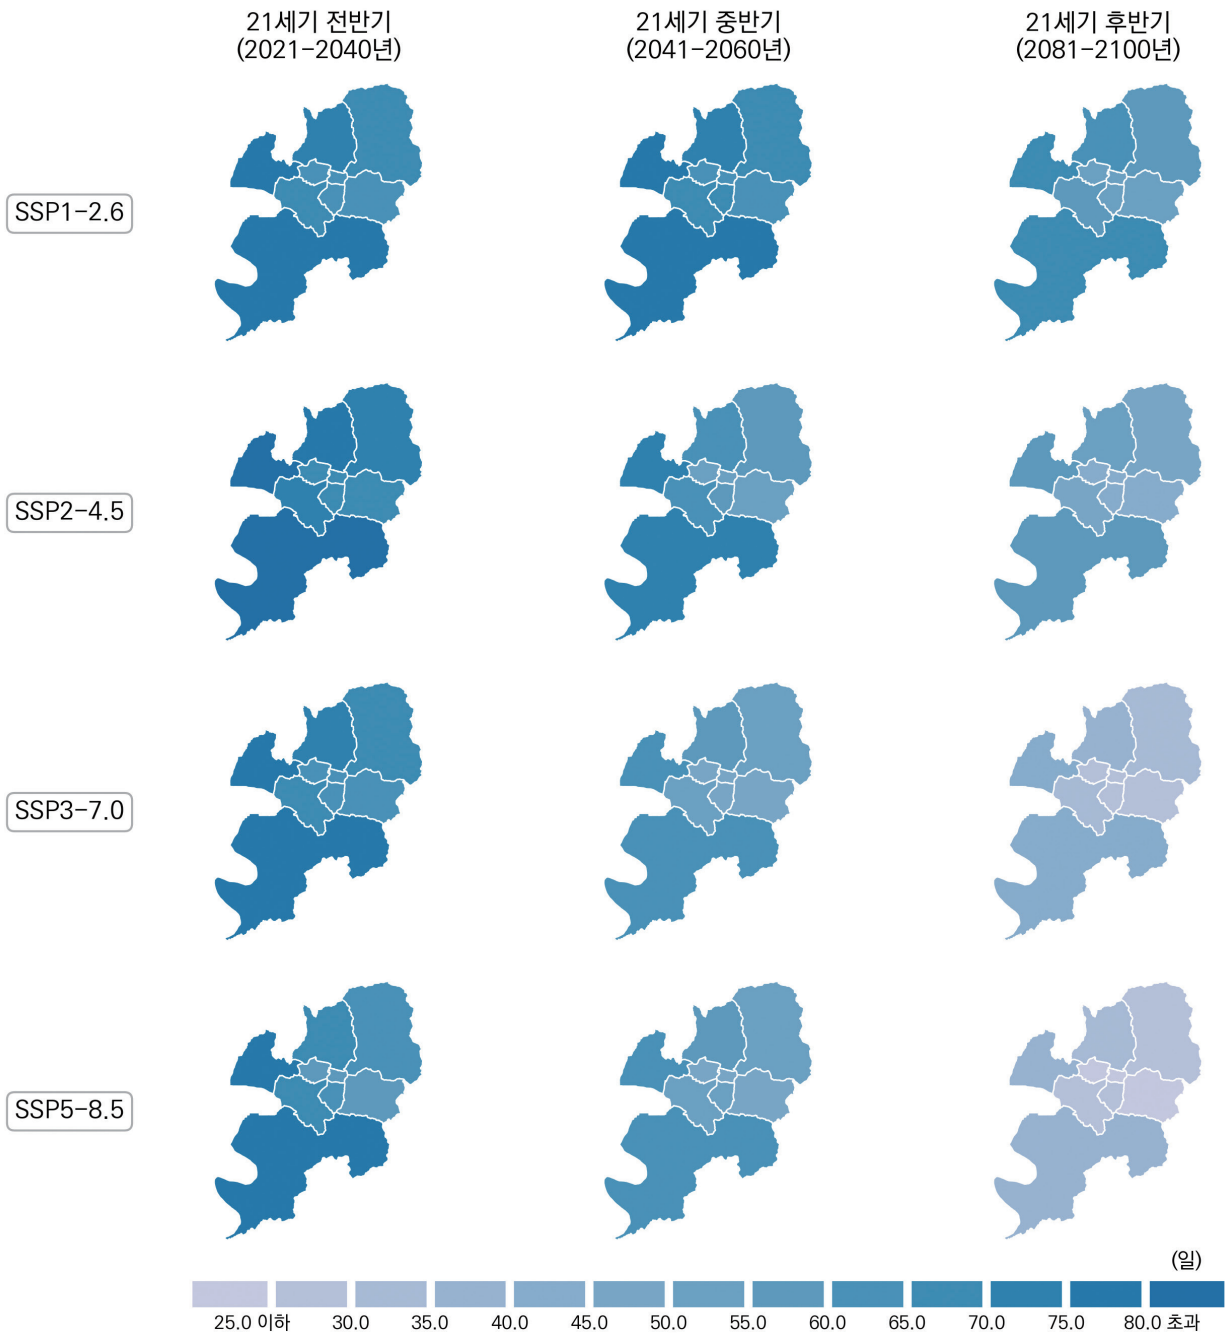 21세기 전반기
(2021-2040년)
21세기 중반기
(2041-2060년)
21세기 후반기
(2081-2100년)
SSP1-2.6
SSP2-4.5
SSP3-7.0
SSP5-8.5
(일)
25.0 이하 30.0 35.0 40.0 45.0 50.0 55.0 60.0 65.0 70.0 75.0 80.0 초과